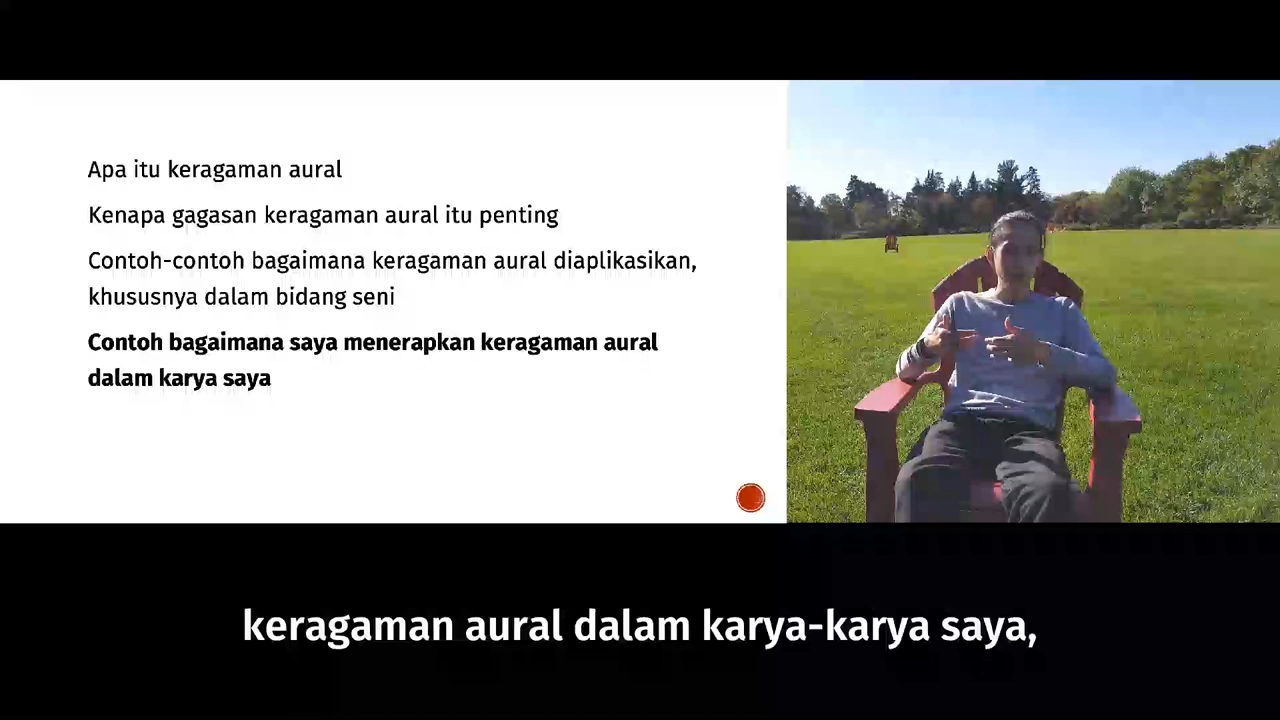 Apa itu keragaman aural
Kenapa gagasan keragaman aural itu penting
Contoh-contoh bagaimana keragaman aural diaplikasikan,
khususnya dalam bidang seni
Contoh bagaimana saya menerapkan keragaman aural
dalam karya saya
keragaman aural dalam karya-karya saya,